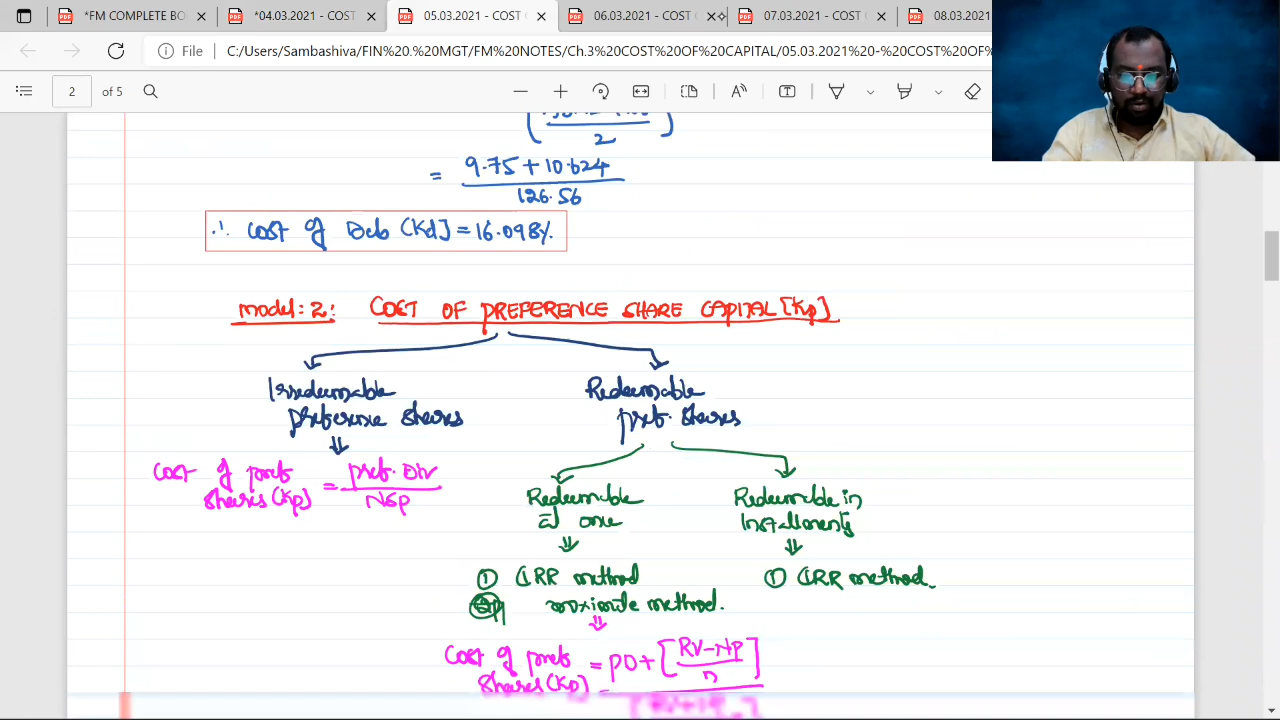 *FM COMPLETE BO
*04.03.2021 - COST
05.03.2021 - COST C
06.03.2021 - COST C
07.03.2021 - COST C
08.03.2021
File C:/Users/Sambashiva/FIN%20.%20MGT/FM%20NOTES/Ch.3%20COST%20OF%20CAPITAL/05.03.2021%20-%20COST%20OF%
2 of 5
2
= 9.75 + 10.624
126.56
∴ Cost of Deb [Kd] = 16.098%
model: 2: COST OF PREFERENCE SHARE CAPITAL [Kp]
Irredeemable preference shares
Redeemable pref. shares
Cost of pref shares (Kp) = pref. Div
NSP
Redeemable at once
Redeemable in Installments
① IRR method
① IRR method.
roximate method.
Cost of pref shares (Kp) = PD + [RV-NP
n]